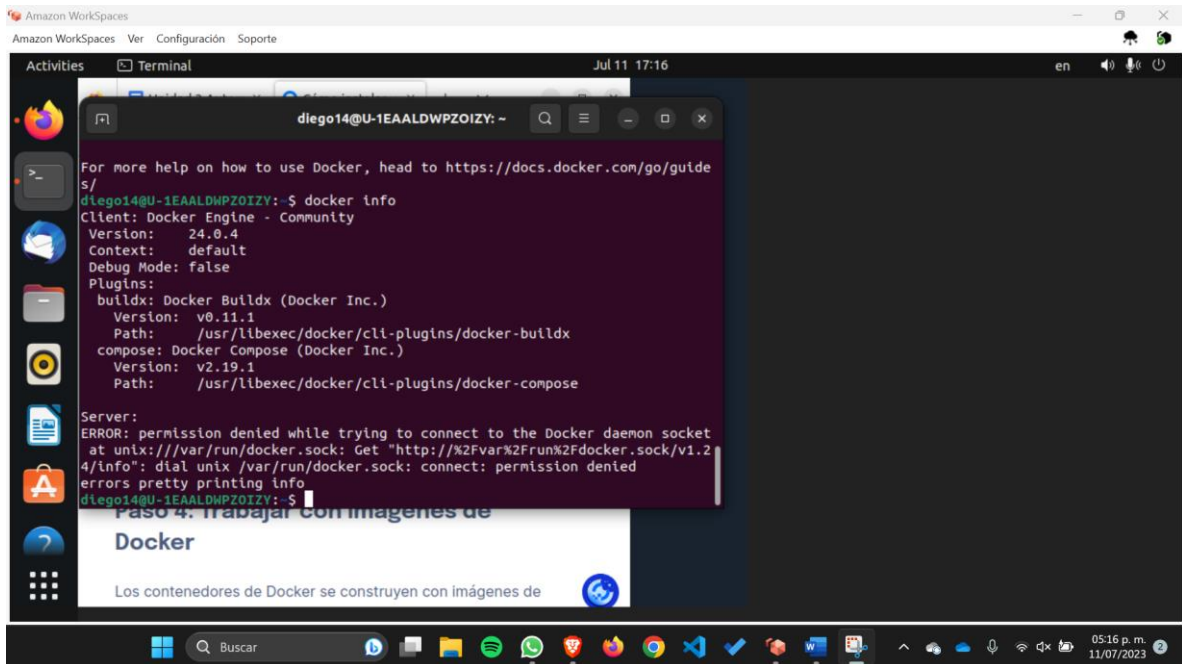 Amazon WorkSpaces
Amazon WorkSpaces Ver Configuración Soporte
Activities Terminal Jul 11 17:16 en
diego14@U-1EAALDWPZOIZY: ~
For more help on how to use Docker, head to https://docs.docker.com/go/guide
s/
diego14@U-1EAALDWPZOIZY:~$ docker info
Client: Docker Engine - Community
Version: 24.0.4
Context: default
Debug Mode: false
Plugins:
buildx: Docker Buildx (Docker Inc.)
Version: v0.11.1
Path: /usr/libexec/docker/cli-plugins/docker-buildx
compose: Docker Compose (Docker Inc.)
Version: v2.19.1
Path: /usr/libexec/docker/cli-plugins/docker-compose
Server:
ERROR: permission denied while trying to connect to the Docker daemon socket
at unix:///var/run/docker.sock: Get "http://%2Fvar%2Frun%2Fdocker.sock/v1.2
4/info": dial unix /var/run/docker.sock: connect: permission denied
errors pretty printing info
diego14@U-1EAALDWPZOIZY:~$
Paso 4: Trabajar con imágenes de
Docker
Los contenedores de Docker se construyen con imágenes de
Buscar
05:16 p. m.
11/07/2023
2